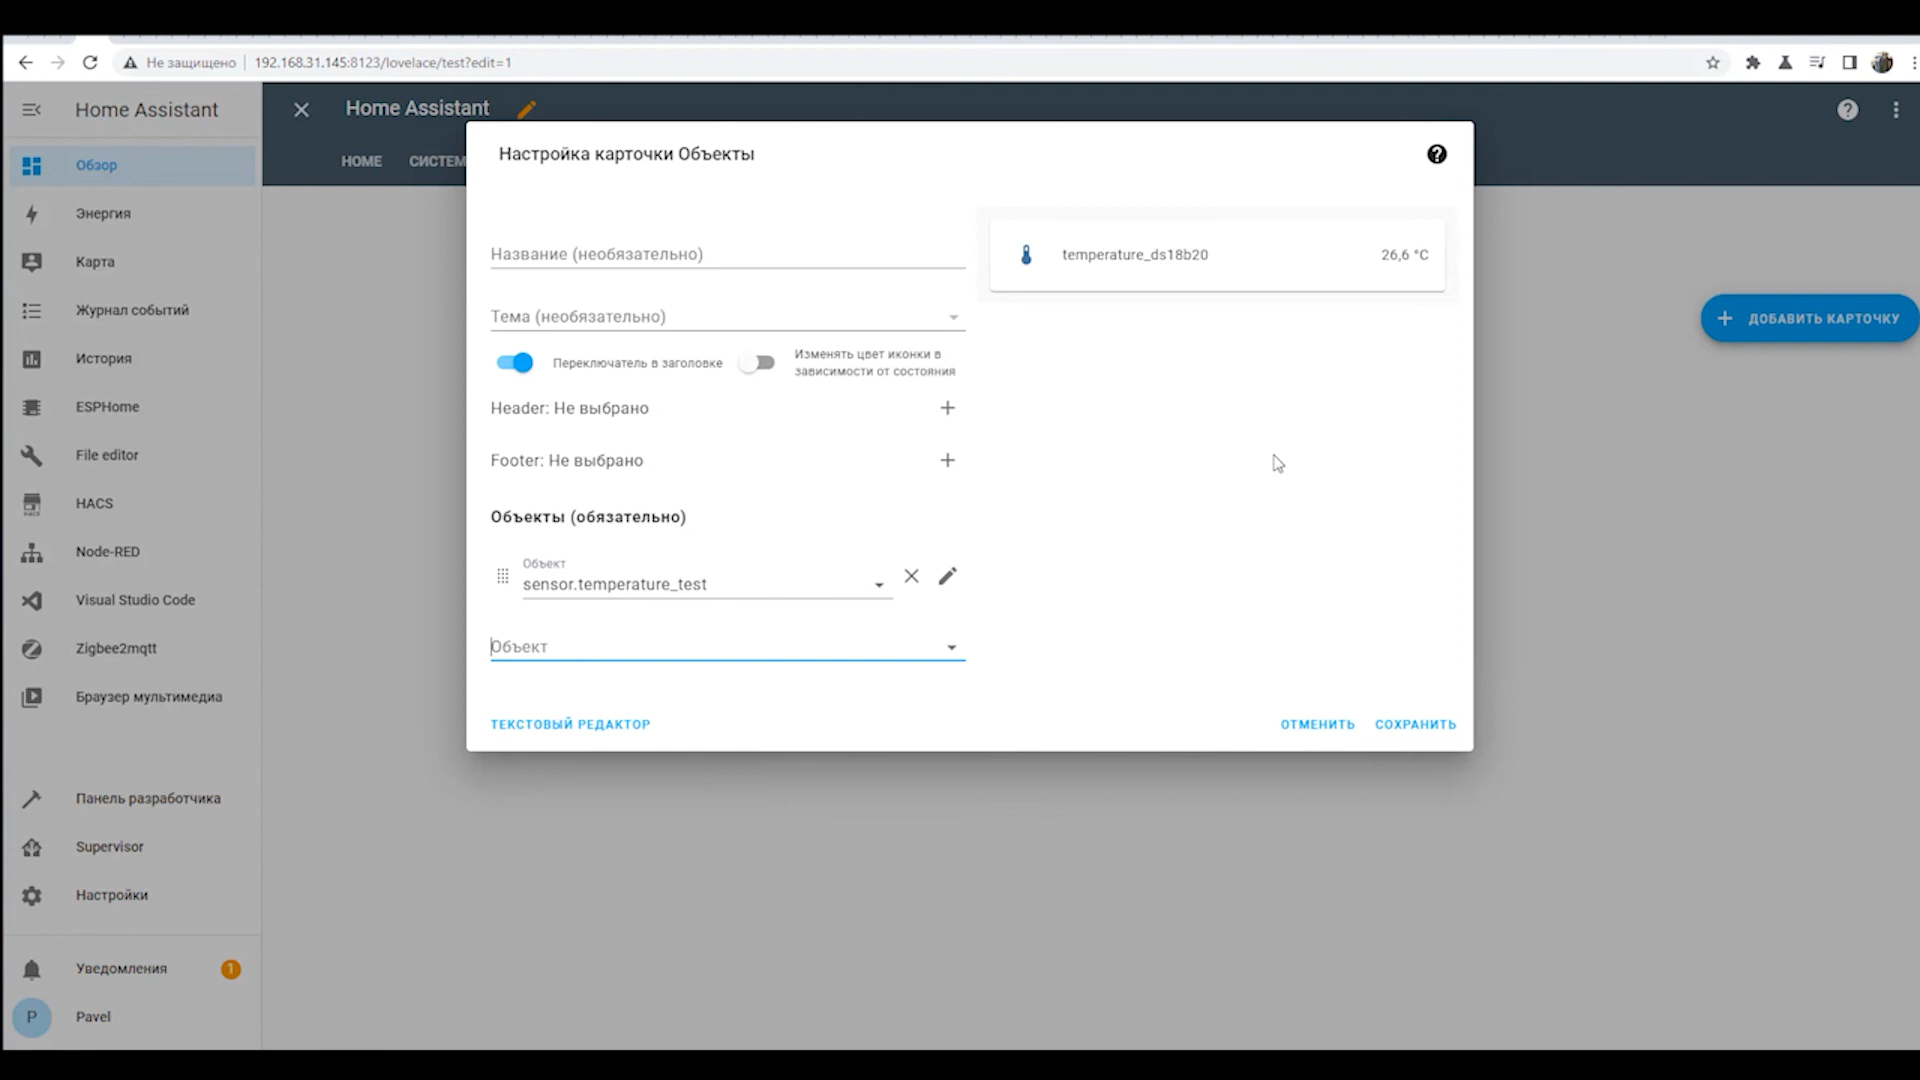 Не защищено
192.168.31.145:8123/lovelace/test?edit=1
Home Assistant
Обзор
Энергия
Карта
Журнал событий
История
ESPHome
File editor
HACS
HACS
Node-RED
Visual Studio Code
Zigbee2mqtt
Браузер мультимедиа
Панель разработчика
Supervisor
Настройки
Уведомления
1
P
Pavel
Home Assistant
HOME
СИСТЕМ
Настройка карточки Объекты
Название (необязательно)
Тема (необязательно)
Переключатель в заголовке
Изменять цвет иконки в
зависимости от состояния
Header: Не выбрано
Footer: Не выбрано
Объекты (обязательно)
Объект
sensor.temperature_test
Объект
ТЕКСТОВЫЙ РЕДАКТОР
ОТМЕНИТЬ
СОХРАНИТЬ
temperature_ds18b20
26,6 °C
ДОБАВИТЬ КАРТОЧКУ